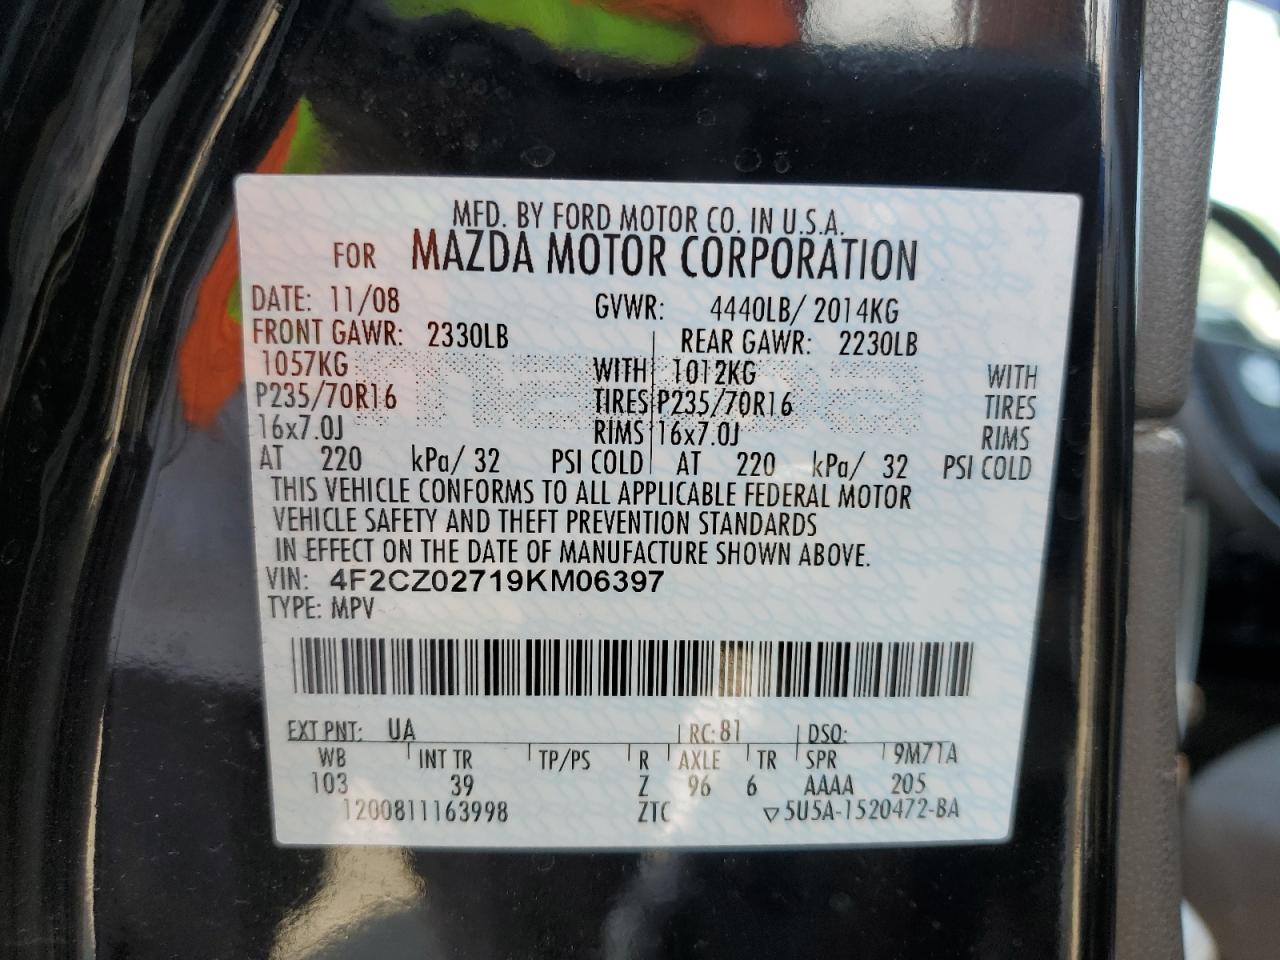 MFD. BY FORD MOTOR CO. IN U.S.A.
FOR MAZDA MOTOR CORPORATION
DATE: 11/08 GVWR: 4440LB/ 2014KG
FRONT GAWR: 2330LB REAR GAWR: 2230LB
1057KG WITH 1012KG WITH
P235/70R16 TIRES P235/70R16 TIRES
16x7.0J RIMS 16x7.0J RIMS
AT 220 kPa/ 32 PSI COLD AT 220 kPa/ 32 PSI COLD
THIS VEHICLE CONFORMS TO ALL APPLICABLE FEDERAL MOTOR
VEHICLE SAFETY AND THEFT PREVENTION STANDARDS
IN EFFECT ON THE DATE OF MANUFACTURE SHOWN ABOVE.
VIN: 4F2CZ02719KM06397
TYPE: MPV
EXT PNT: UA RC: 81 DSO:
WB INT TR TP/PS R AXLE TR SPR 9M71A
103 39 Z 96 6 AAAA 205
1200811163998 ZTC ▽5U5A-1520472-BA